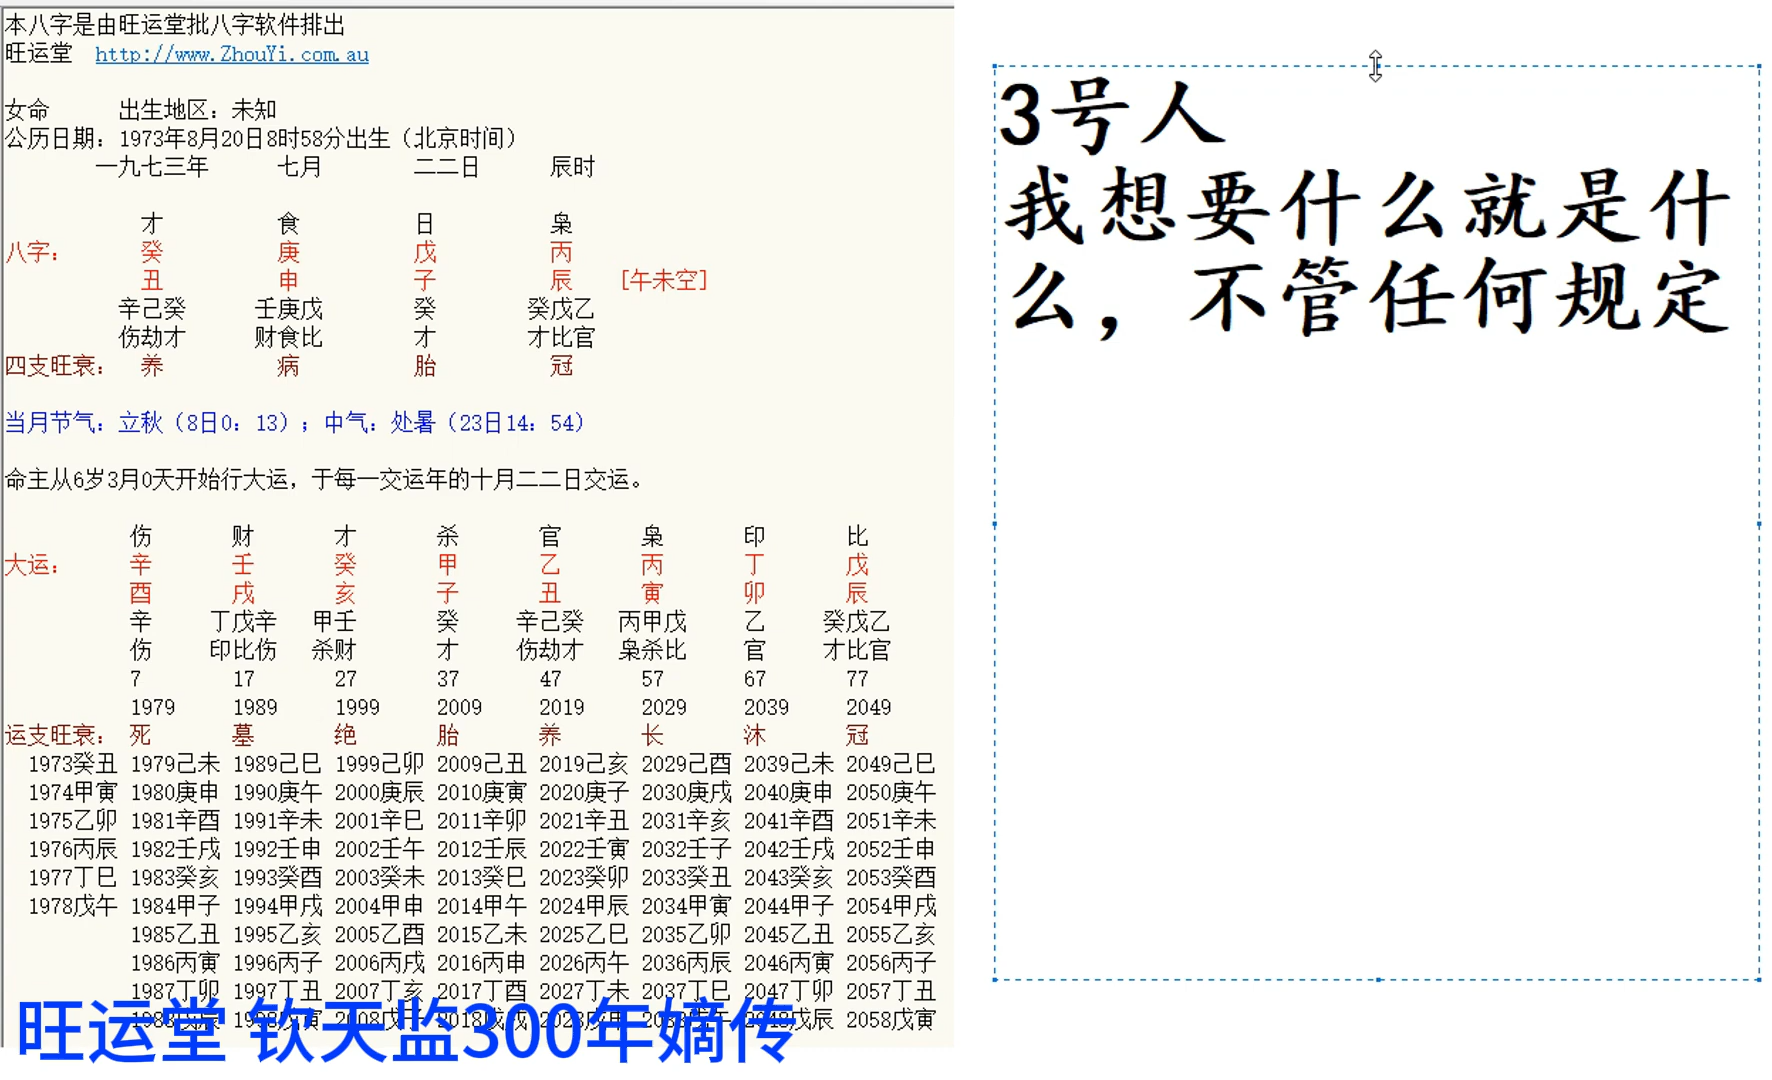 本八字是由旺运堂批八字软件排出
旺运堂 http://www.ZhouYi.com.au
女命 出生地区：未知
公历日期：1973年8月20日8时58分出生（北京时间）
一九七三年 七月 二二日 辰时
才 食 日 枭
八字： 癸 庚 戊 丙
丑 申 子 辰 [午未空]
辛己癸 壬庚戊 癸 癸戊乙
伤劫才 财食比 才 才比官
四支旺衰： 养 病 胎 冠
当月节气：立秋（8日0：13）；中气：处暑（23日14：54）
命主从6岁3月0天开始行大运，于每一交运年的十月二二日交运。
伤 财 才 杀 官 枭 印 比
大运： 辛 壬 癸 甲 乙 丙 丁 戊
酉 戌 亥 子 丑 寅 卯 辰
辛 丁戊辛 甲壬 癸 辛己癸 丙甲戊 乙 癸戊乙
伤 印比伤 杀财 才 伤劫才 枭杀比 官 才比官
7 17 27 37 47 57 67 77
1979 1989 1999 2009 2019 2029 2039 2049
运支旺衰： 死 墓 绝 胎 养 长 沐 冠
1973癸丑 1979己未 1989己巳 1999己卯 2009己丑 2019己亥 2029己酉 2039己未 2049己巳
1974甲寅 1980庚申 1990庚午 2000庚辰 2010庚寅 2020庚子 2030庚戌 2040庚申 2050庚午
1975乙卯 1981辛酉 1991辛未 2001辛巳 2011辛卯 2021辛丑 2031辛亥 2041辛酉 2051辛未
1976丙辰 1982壬戌 1992壬申 2002壬午 2012壬辰 2022壬寅 2032壬子 2042壬戌 2052壬申
1977丁巳 1983癸亥 1993癸酉 2003癸未 2013癸巳 2023癸卯 2033癸丑 2043癸亥 2053癸酉
1978戊午 1984甲子 1994甲戌 2004甲申 2014甲午 2024甲辰 2034甲寅 2044甲子 2054甲戌
1985乙丑 1995乙亥 2005乙酉 2015乙未 2025乙巳 2035乙卯 2045乙丑 2055乙亥
1986丙寅 1996丙子 2006丙戌 2016丙申 2026丙午 2036丙辰 2046丙寅 2056丙子
1987丁卯 1997丁丑 2007丁亥 2017丁酉 2027丁未 2037丁巳 2047丁卯 2057丁丑
2058戊寅
旺运堂 钦天监300年嫡传
3号人
我想要什么就是什
么，不管任何规定